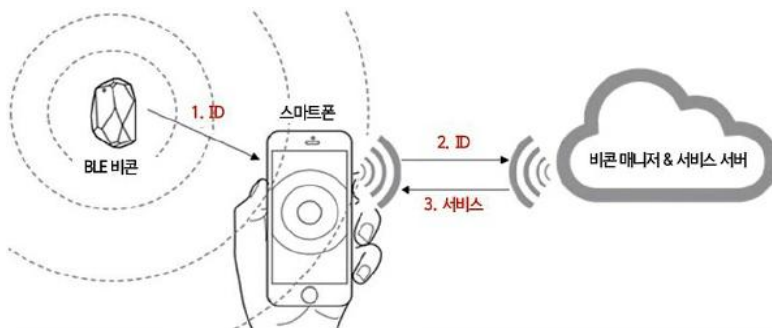 1. ID
스마트폰
BLE 비콘
2. ID
3. 서비스
비콘 매니저 & 서비스 서버